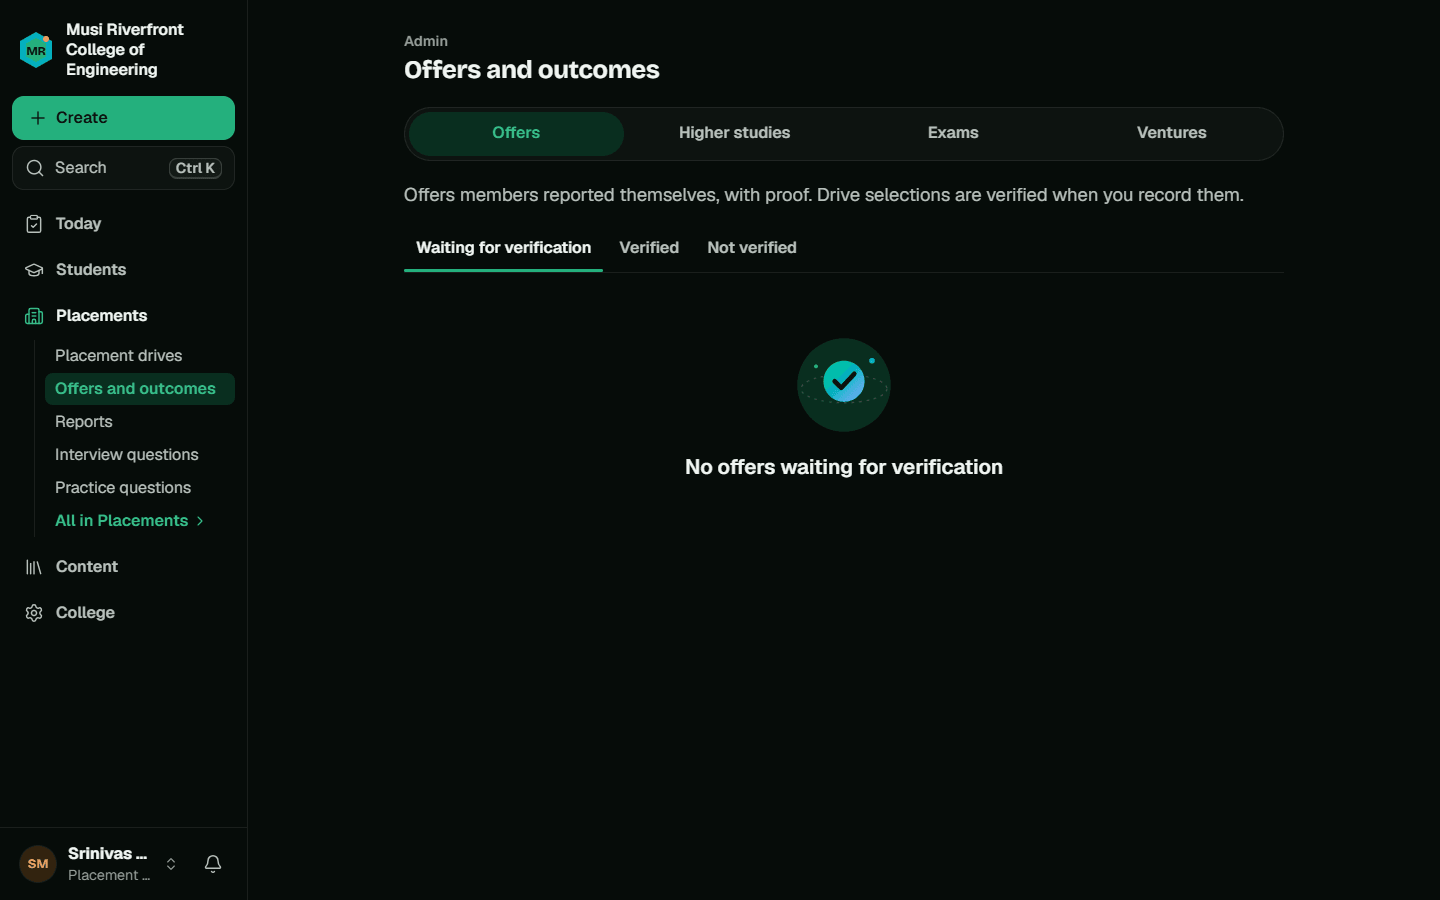 MR
Musi Riverfront
College of
Engineering
Create
Search
Ctrl K
Today
Students
Placements
Placement drives
Offers and outcomes
Reports
Interview questions
Practice questions
All in Placements
Content
College
SM
Srinivas ...
Placement ...
Admin
Offers and outcomes
Offers
Higher studies
Exams
Ventures
Offers members reported themselves, with proof. Drive selections are verified when you record them.
Waiting for verification
Verified
Not verified
No offers waiting for verification